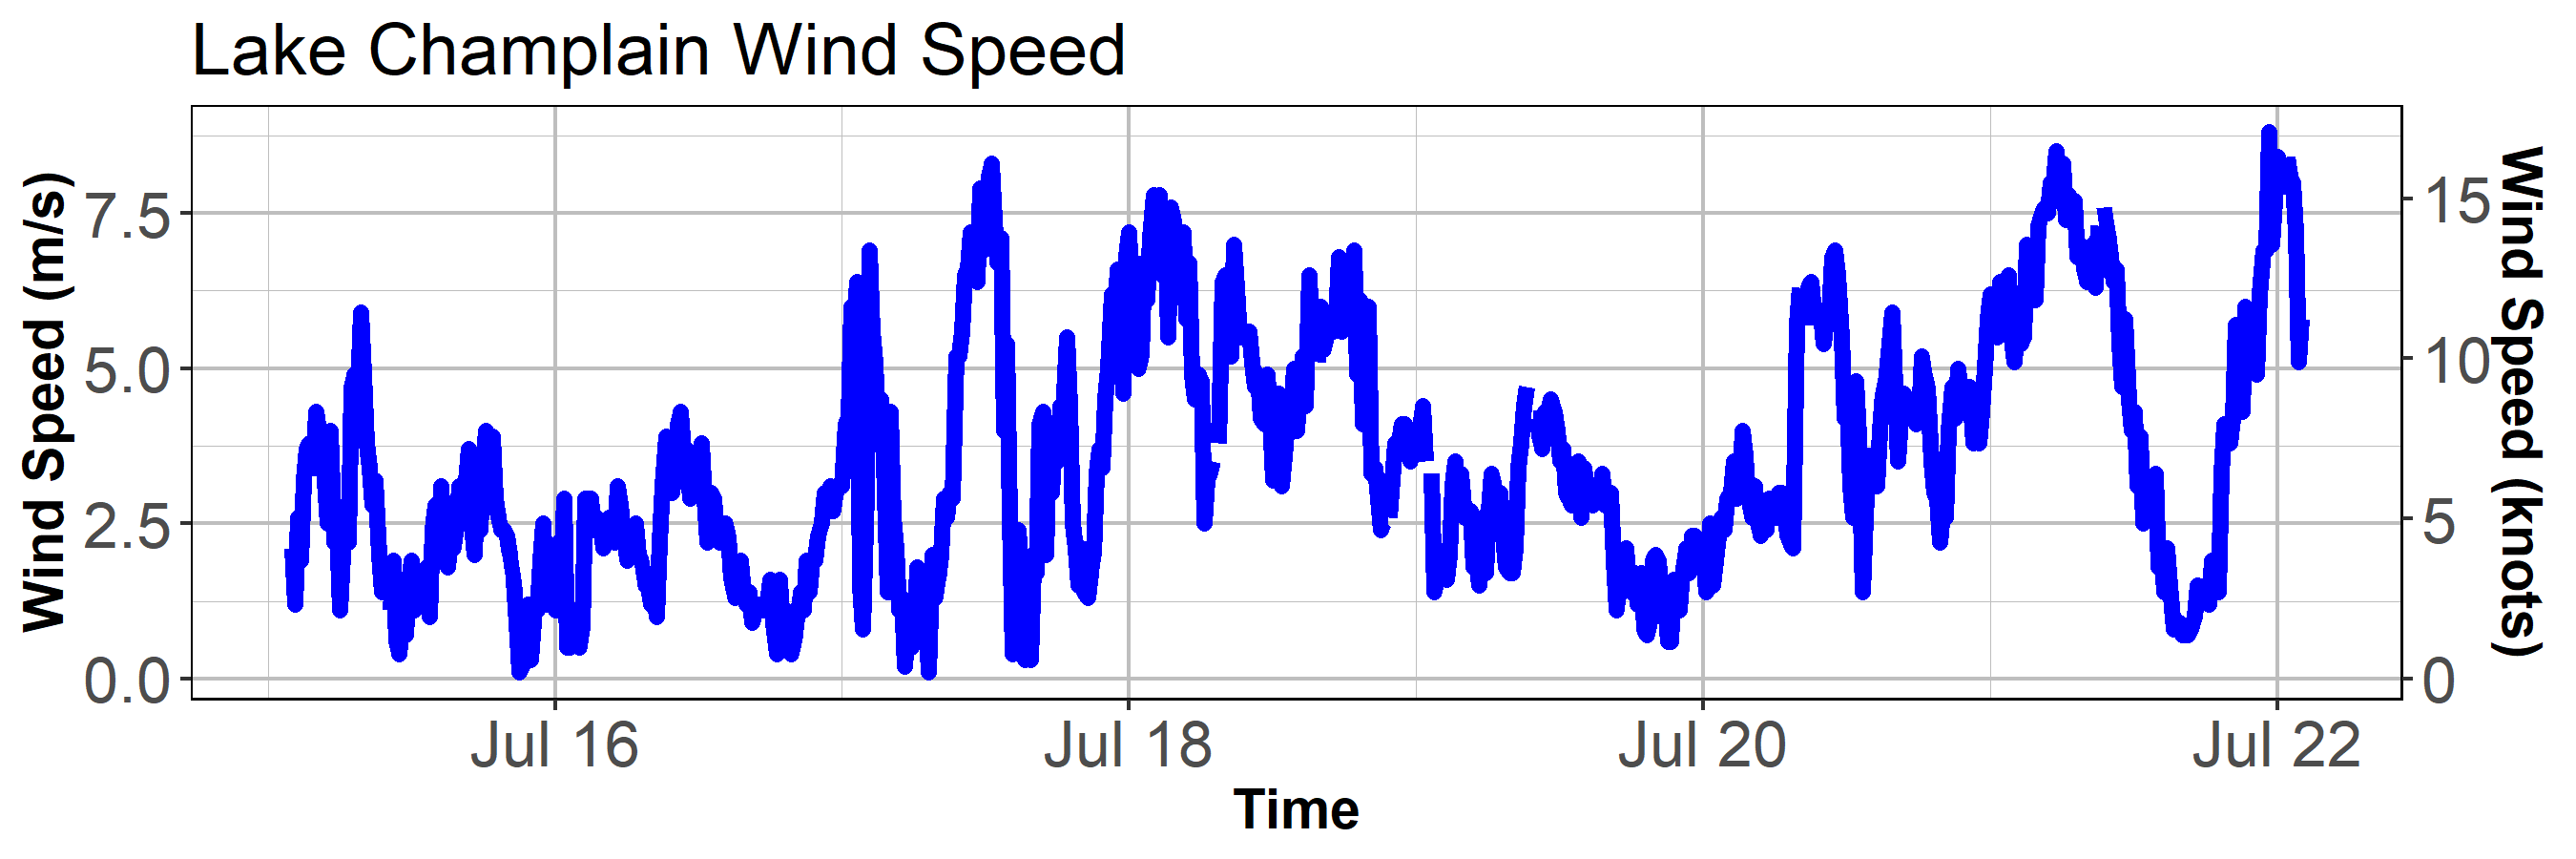 Lake Champlain Wind Speed
Wind Speed (m/s)
7.5
5.0
2.5
0.0
15
10
5
0
Wind Speed (knots)
Jul 16
Jul 18
Jul 20
Jul 22
Time